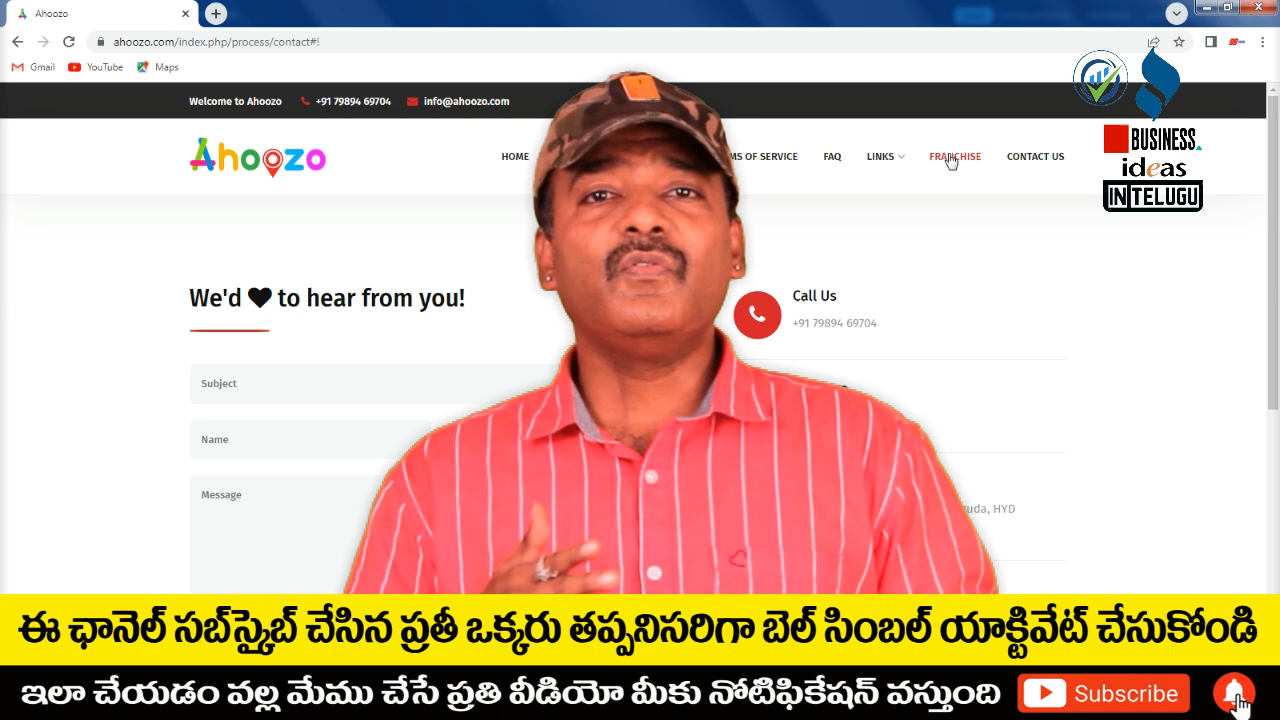 Ahoozo
ahoozo.com/index.php/process/contact#!
Gmail YouTube Maps
Welcome to Ahoozo +91 79894 69704 info@ahoozo.com
Ahoozo
HOME OF SERVICE FAQ LINKS FRANCHISE CONTACT US
BUSINESS
ideas
IN TELUGU
We'd to hear from you!
Call Us
+91 79894 69704
Subject
Name
Message
HYD
ఈ ఛానెల్ సబ్‌స్క్రైబ్ చేసిన ప్రతీ ఒక్కరు తప్పనిసరిగా బెల్ సింబల్ యాక్టివేట్ చేసుకోండి
ఇలా చేయడం వల్ల మేము చేసే ప్రతి వీడియో మీకు నోటిఫికేషన్ వస్తుంది
Subscribe